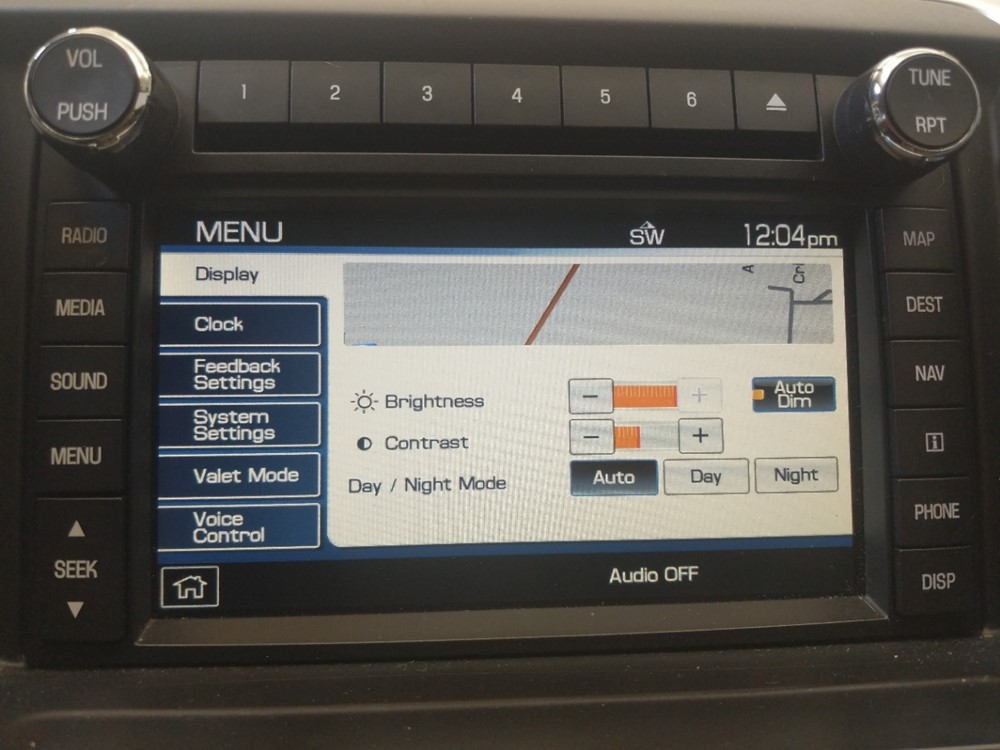 VOL
PUSH
1
2
3
4
5
6
TUNE
RPT
RADIO
MEDIA
SOUND
MENU
SEEK
MENU
SW
12:04pm
Display
Clock
Feedback
Settings
System
Settings
Valet Mode
Voice
Control
A
Cri
Brightness
−
+
Auto
Dim
Contrast
−
+
Day / Night Mode
Auto
Day
Night
Audio OFF
MAP
DEST
NAV
i
PHONE
DISP